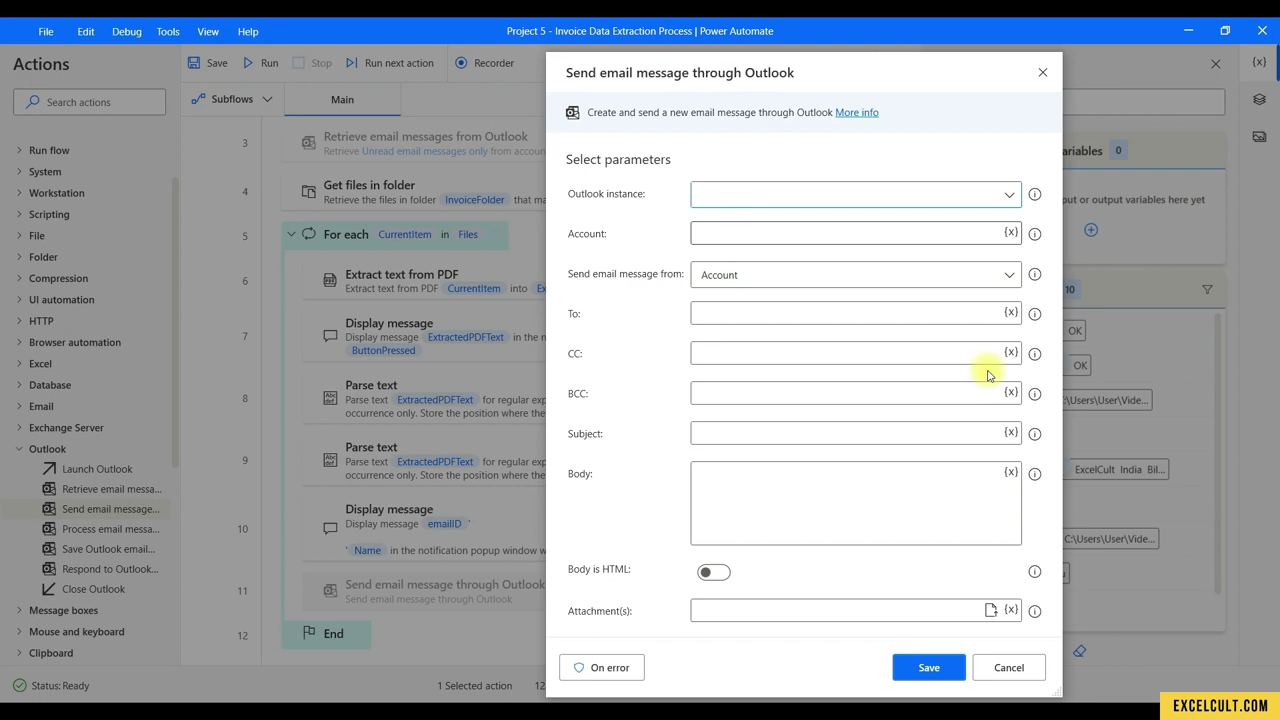 File Edit Debug Tools View Help Project 5 - Invoice Data Extraction Process | Power Automate
Actions
Save Run Stop Run next action Recorder
Search actions
Subflows Main
Run flow
System
Workstation
Scripting
File
Folder
Compression
UI automation
HTTP
Browser automation
Excel
Database
Email
Exchange Server
Outlook
Launch Outlook
Retrieve email messa...
Send email message...
Process email messa...
Save Outlook email...
Respond to Outlook...
Close Outlook
Message boxes
Mouse and keyboard
Clipboard
3 Retrieve email messages from Outlook
Retrieve Unread email messages only from accou
4 Get files in folder
Retrieve the files in folder InvoiceFolder that ma
5 For each CurrentItem in Files
6 Extract text from PDF
Extract text from PDF CurrentItem into Ex
7 Display message
Display message ExtractedPDFText in the n
ButtonPressed
8 Parse text
Parse text ExtractedPDFText for regular exp
occurrence only. Store the position where the
9 Parse text
Parse text ExtractedPDFText for regular exp
occurrence only. Store the position where the
10 Display message
Display message emailID '
'Name in the notification popup window w
11 Send email message through Outlook
Send email message through Outlook
12 End
Send email message through Outlook
Create and send a new email message through Outlook More info
Select parameters
Outlook instance:
Account: {x}
Send email message from: Account
To: {x}
CC: {x}
BCC: {x}
Subject: {x}
Body: {x}
Body is HTML:
Attachment(s): {x}
On error Save Cancel
{x}
ariables 0
put or output variables here yet
10
OK
OK
C:\Users\User\Vide...
ExcelCult India Bil...
C:\Users\User\Vide...
Status: Ready 1 Selected action 12
EXCELCULT.COM